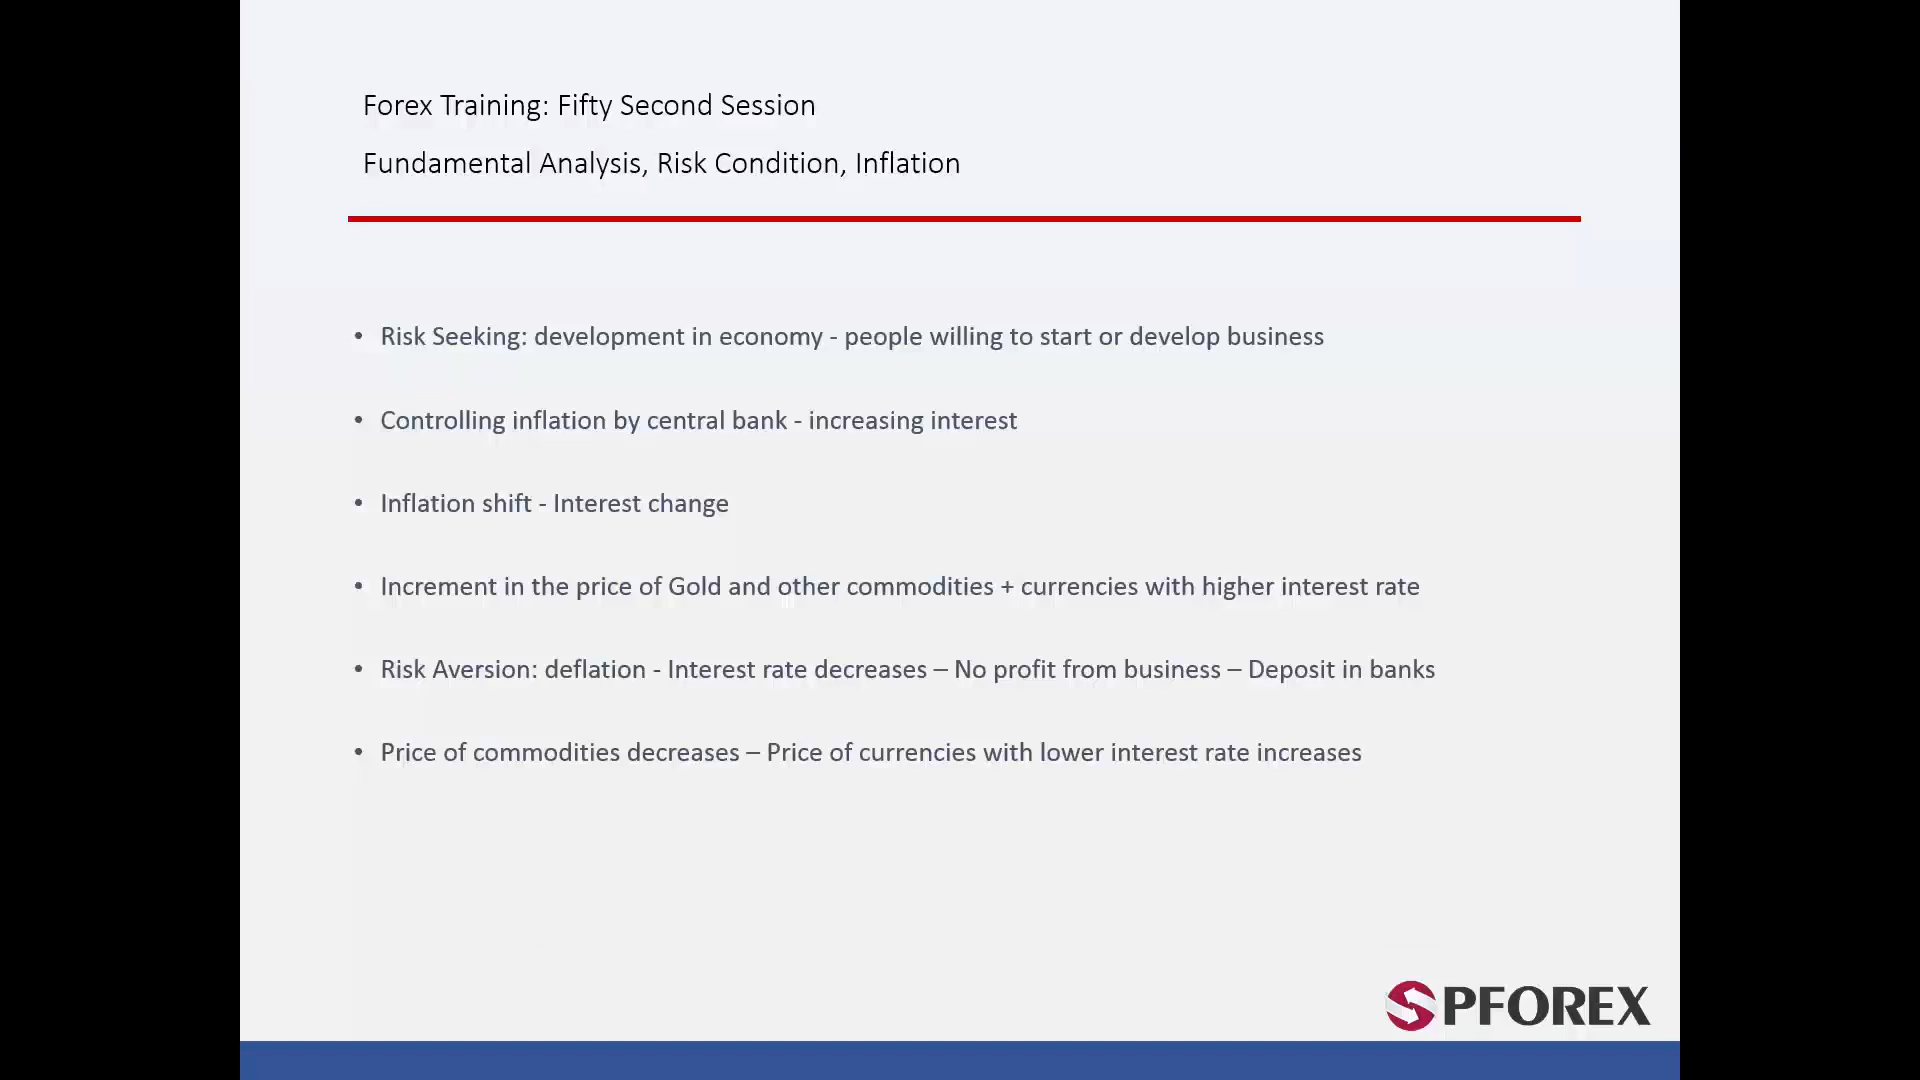 Forex Training: Fifty Second Session
Fundamental Analysis, Risk Condition, Inflation
• Risk Seeking: development in economy - people willing to start or develop business
• Controlling inflation by central bank - increasing interest
• Inflation shift - Interest change
• Increment in the price of Gold and other commodities + currencies with higher interest rate
• Risk Aversion: deflation - Interest rate decreases – No profit from business – Deposit in banks
• Price of commodities decreases – Price of currencies with lower interest rate increases
PFOREX